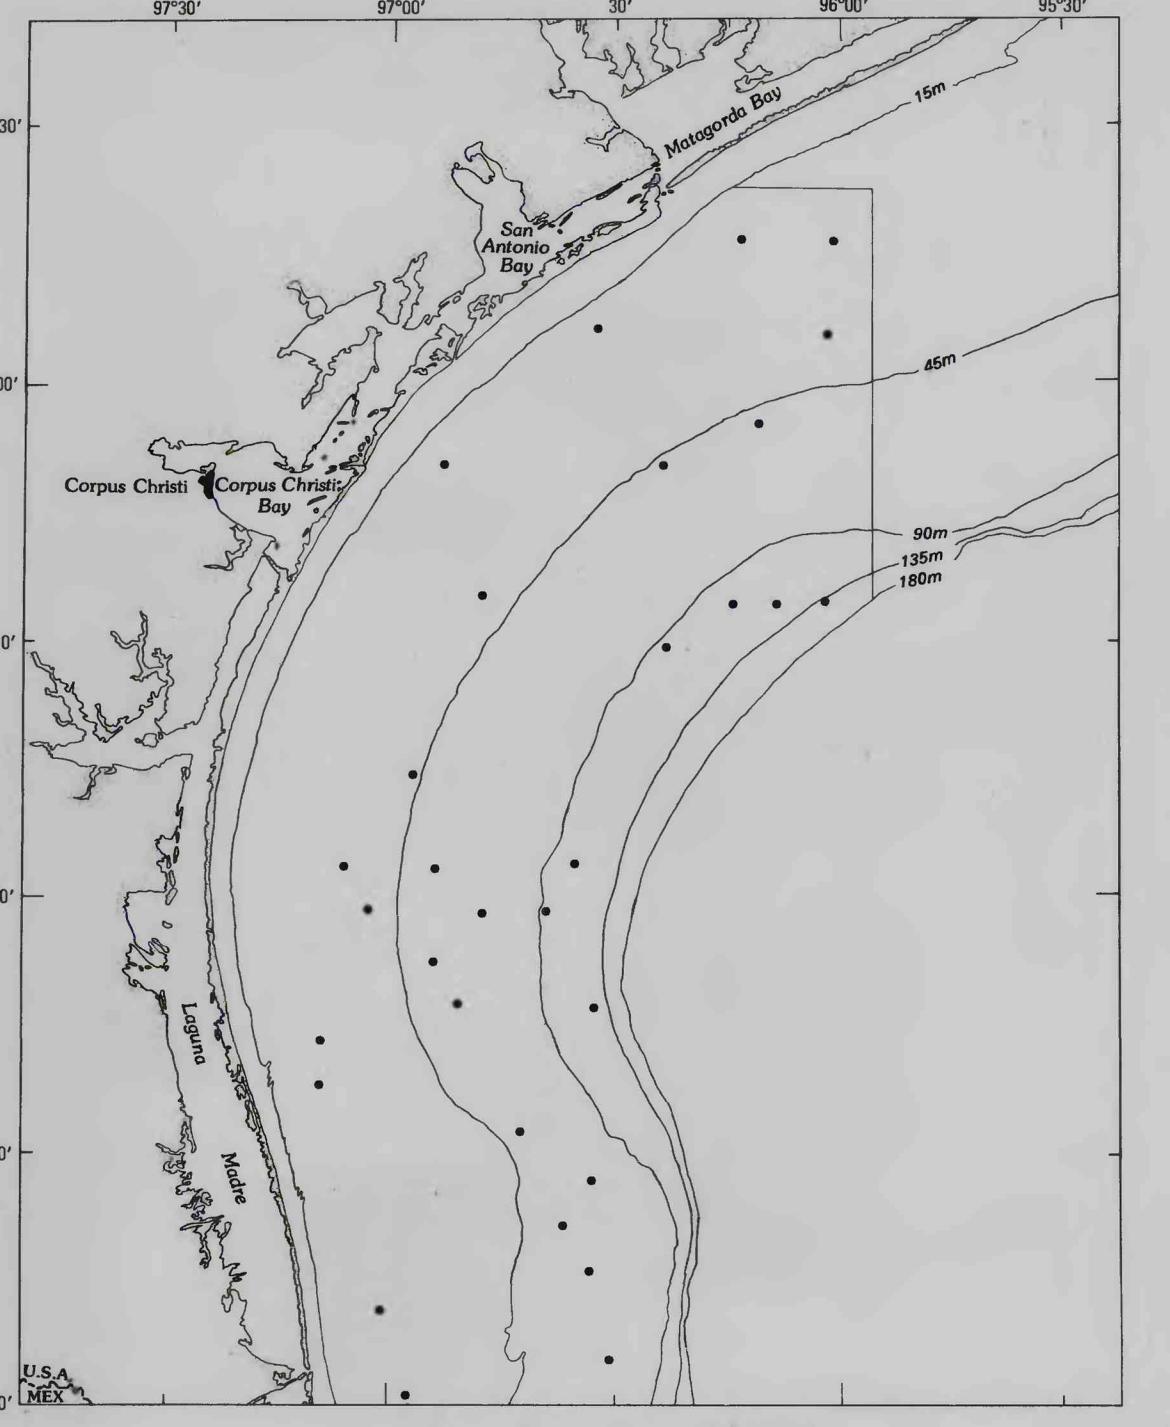 97°30' 97°00' 30' 96°00' 95°30'
15m
30'
Matagorda Bay
San
Antonio
Bay
45m
00'
Corpus Christi
Corpus Christi
Bay
90m
135m
180m
0'
0'
Laguna
0'
Madre
U.S.A
MEX
0'